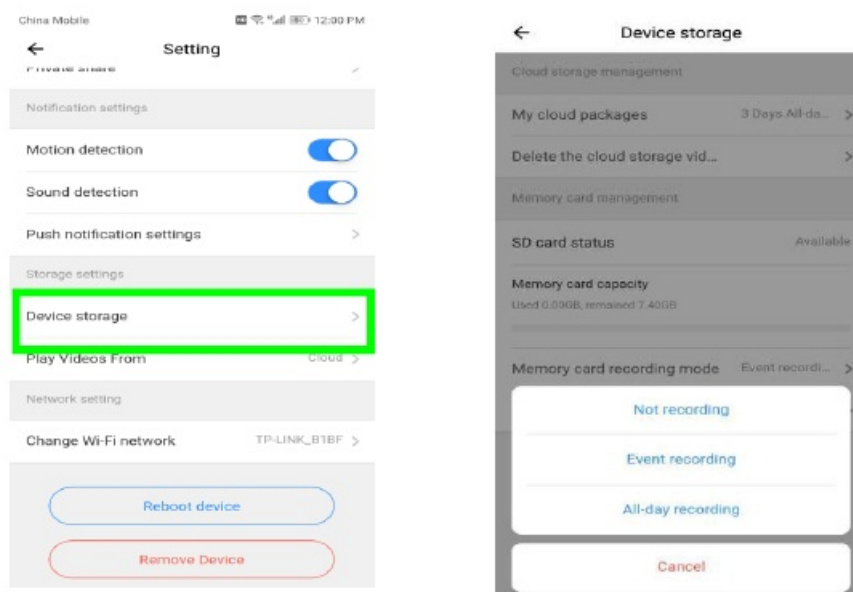 China Mobile 12:00 PM
Setting
Private share
Notification settings
Motion detection
Sound detection
Push notification settings
Storage settings
Device storage
Play Videos From Cloud
Network setting
Change Wi-Fi network TP-LINK_B1BF
Reboot device
Remove Device
Device storage
Cloud storage management
My cloud packages 3 Days All-da...
Delete the cloud storage vid...
Memory card management
SD card status Available
Memory card capacity
Used 0.00GB, remained 7.40GB
Memory card recording mode Event recordi...
Not recording
Event recording
All-day recording
Cancel